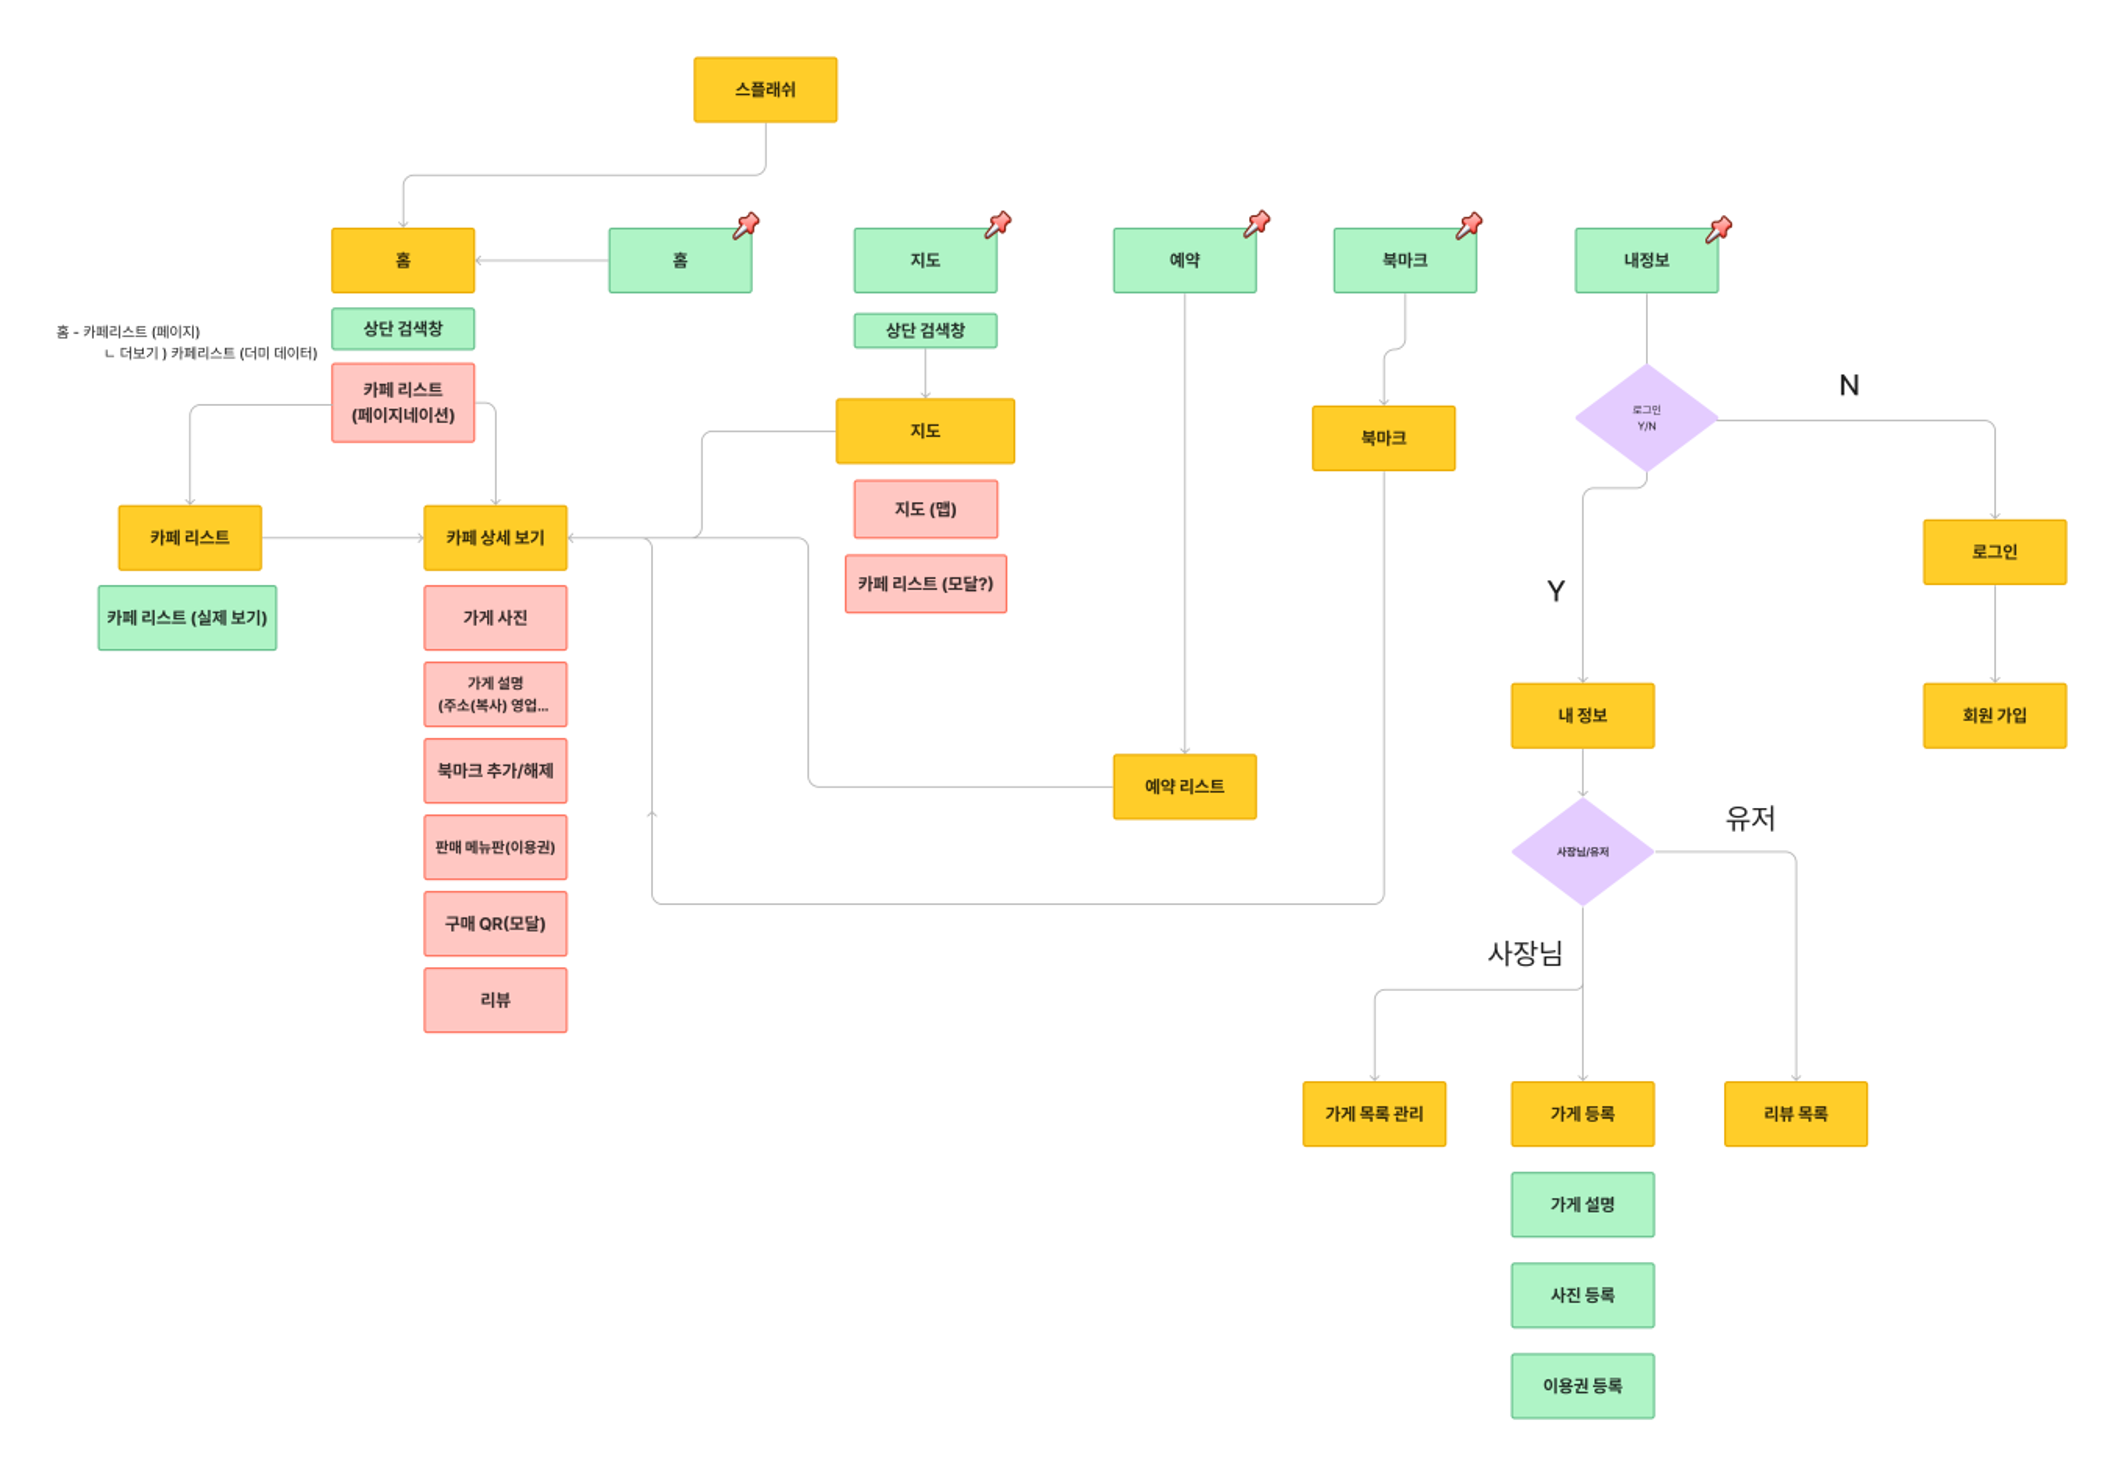 스플래쉬
홈
홈
지도
예약
북마크
내정보
상단 검색창
상단 검색창
홈 - 카페리스트 (페이지)
ㄴ 더보기 ) 카페리스트 (더미 데이터)
카페 리스트
(페이지네이션)
지도
북마크
로그인
Y/N
N
지도 (맵)
카페 리스트
카페 상세 보기
로그인
카페 리스트 (모달?)
Y
카페 리스트 (실제 보기)
가게 사진
가게 설명
(주소(복사) 영업...
내 정보
회원 가입
북마크 추가/해제
예약 리스트
유저
판매 메뉴판(이용권)
사장님/유저
구매 QR(모달)
사장님
리뷰
가게 목록 관리
가게 등록
리뷰 목록
가게 설명
사진 등록
이용권 등록